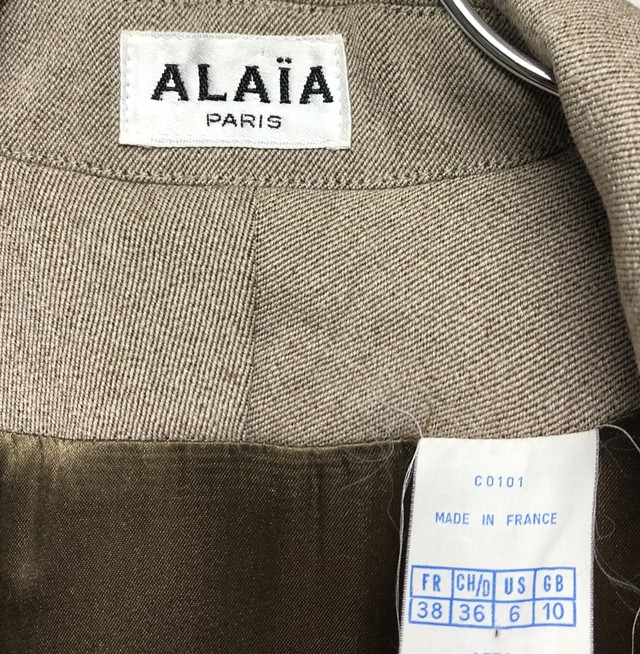 ALAÏA
PARIS
C0101
MADE IN FRANCE
FR CH/D US GB
38 36 6 10